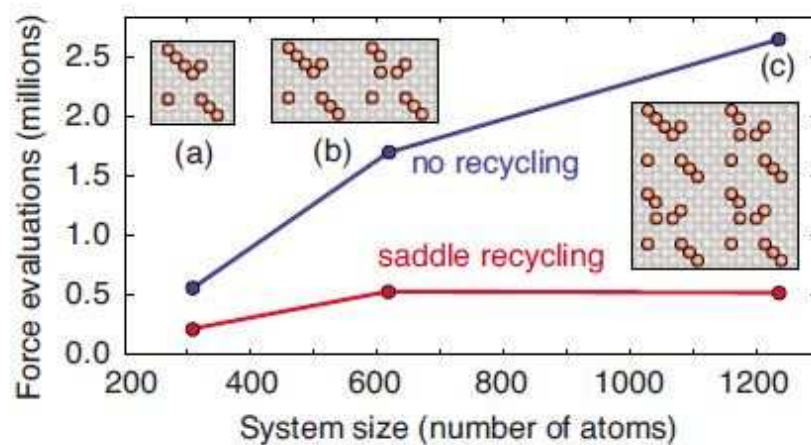 Force evaluations (millions)
2.5
2.0
1.5
1.0
0.5
0.0
(a)
(b)
(c)
no recycling
saddle recycling
200 400 600 800 1000 1200
System size (number of atoms)